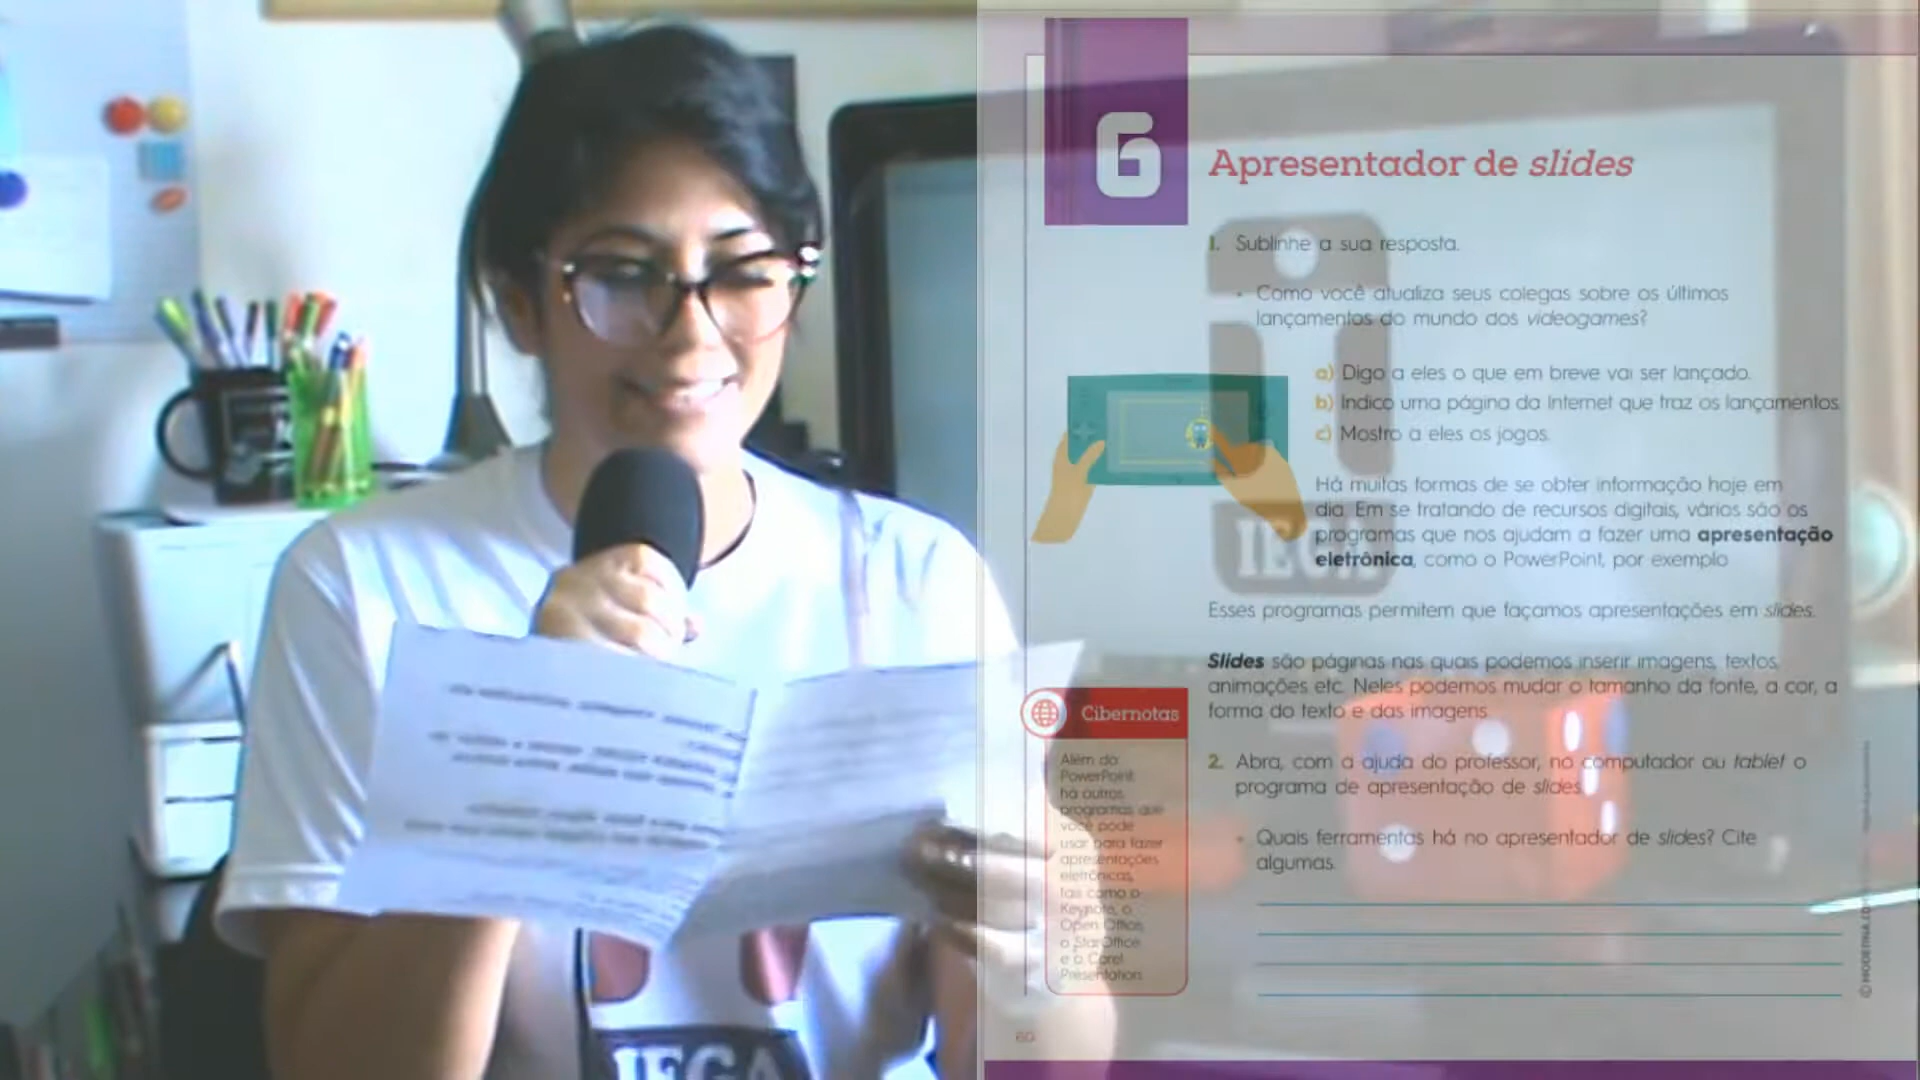 6
Apresentador de slides
1. Sublinhe a sua resposta.
• Como você atualiza seus colegas sobre os últimos
lançamentos do mundo dos videogames?
a) Digo a eles o que em breve vai ser lançado.
b) Indico uma página da Internet que traz os lançamentos.
c) Mostro a eles os jogos.
Há muitas formas de se obter informação hoje em
dia. Em se tratando de recursos digitais, vários são os
programas que nos ajudam a fazer uma apresentação
eletrônica, como o PowerPoint, por exemplo.
Esses programas permitem que façamos apresentações em slides.
Slides são páginas nas quais podemos inserir imagens, textos,
animações etc. Neles podemos mudar o tamanho da fonte, a cor, a
forma do texto e das imagens.
2. Abra, com a ajuda do professor, no computador ou tablet o
programa de apresentação de slides.
• Quais ferramentas há no apresentador de slides? Cite
algumas.
Cibernotas
Além do
PowerPoint
há outros
programas que
você pode
usar para fazer
apresentações
eletrônicas,
tais como o
Keynote, o
Open Office,
o StarOffice
e o Corel
Presentations.
60
IEGA
IEGA